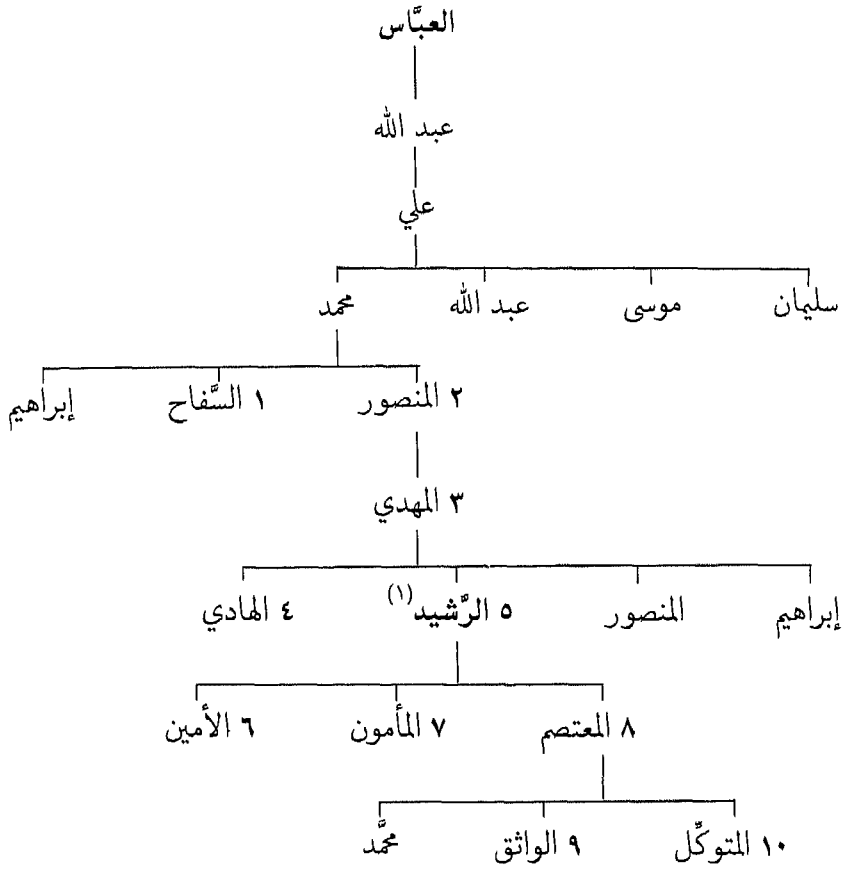 العبَّاس
عبد الله
علي
سليمان موسى عبد الله محمد
٢ المنصور ١ السَّفاح إبراهيم
٣ المهدي
إبراهيم المنصور ٥ الرَّشيد(١) ٤ الهادي
٨ المعتصم ٧ المأمون ٦ الأمين
١٠ المتوكِّل ٩ الواثق محمَّد